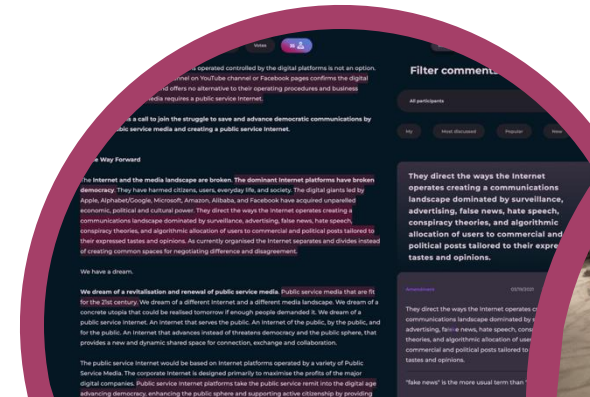 Votes
operated controlled by the digital platforms is not an option.
on YouTube channel or Facebook pages confirms the digital
and offers no alternative to their operating procedures and business
media requires a public service Internet.
is a call to join the struggle to save and advance democratic communications by
public service media and creating a public service Internet.
Way Forward
The Internet and the media landscape are broken. The dominant Internet platforms have broken
democracy. They have harmed citizens, users, everyday life, and society. The digital giants led by
Apple, Alphabet/Google, Microsoft, Amazon, Alibaba, and Facebook have acquired unparelled
economic, political and cultural power. They direct the ways the Internet operates creating a
communications landscape dominated by surveillance, advertising, false news, hate speech,
conspiracy theories, and algorithmic allocation of users to commercial and political posts tailored to
their expressed tastes and opinions. As currently organised the Internet separates and divides instead
of creating common spaces for negotiating difference and disagreement.
We have a dream.
We dream of a revitalisation and renewal of public service media. Public service media that are fit
for the 21st century. We dream of a different Internet and a different media landscape. We dream of a
concrete utopia that could be realised tomorrow if enough people demanded it. We dream of a
public service Internet. An Internet that serves the public. An Internet of the public, by the public, and
for the public. An Internet that advances instead of threatens democracy and the public sphere, that
provides a new and dynamic shared space for connection, exchange and collaboration.
The public service Internet would be based on Internet platforms operated by a variety of Public
Service Media. The corporate Internet is designed primarily to maximise the profits of the major
digital companies. Public service Internet platforms take the public service remit into the digital age
advancing democracy, enhancing the public sphere and supporting active citizenship by providing
Filter comments
All participants
My Most discussed Popular New
They direct the ways the Internet
operates creating a communications
landscape dominated by surveillance,
advertising, false news, hate speech,
conspiracy theories, and algorithmic
allocation of users to commercial and
political posts tailored to their
tastes and opinions.
Amendment
They direct the ways the Internet operates
communications landscape dominated by
advertising, news, hate speech,
theories, and algorithmic allocation of users
commercial and political posts tailored to
tastes and opinions.
"fake news" is the more usual term than